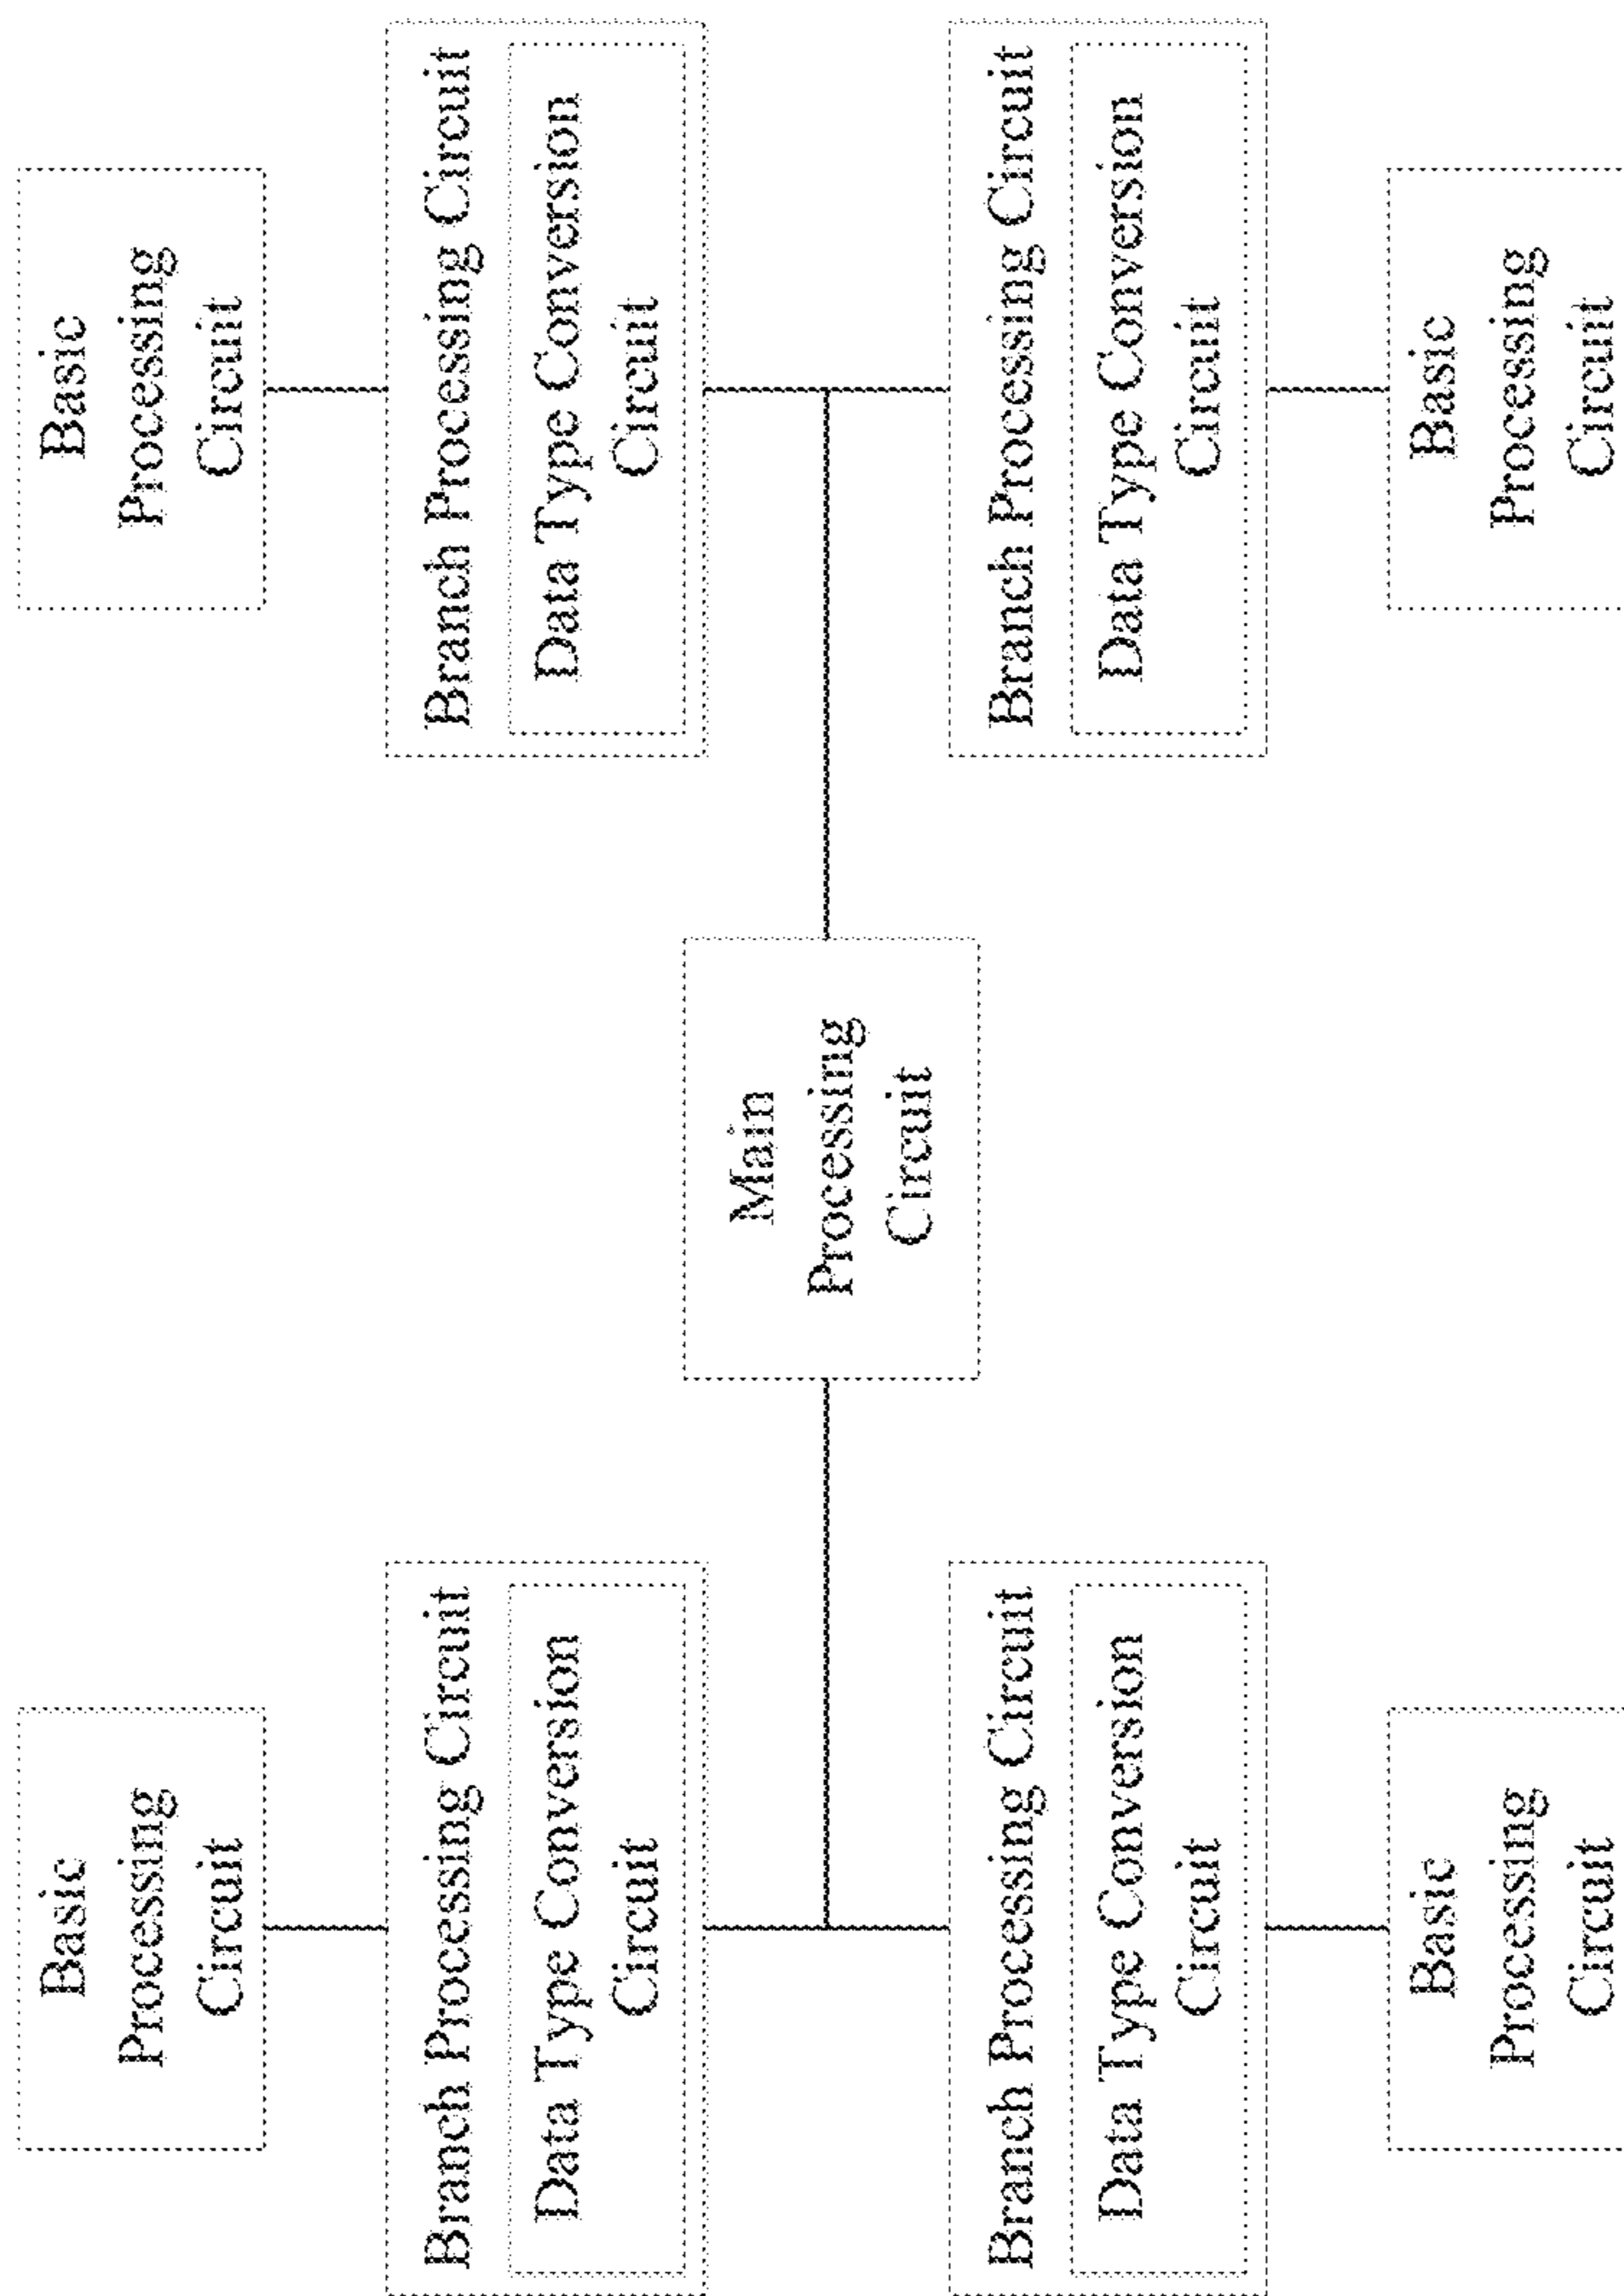 Basic
Processing
Circuit
Basic
Processing
Circuit
Branch Processing Circuit
Data Type Conversion
Circuit
Branch Processing Circuit
Data Type Conversion
Circuit
Main
Processing
Circuit
Branch Processing Circuit
Data Type Conversion
Circuit
Branch Processing Circuit
Data Type Conversion
Circuit
Basic
Processing
Circuit
Basic
Processing
Circuit